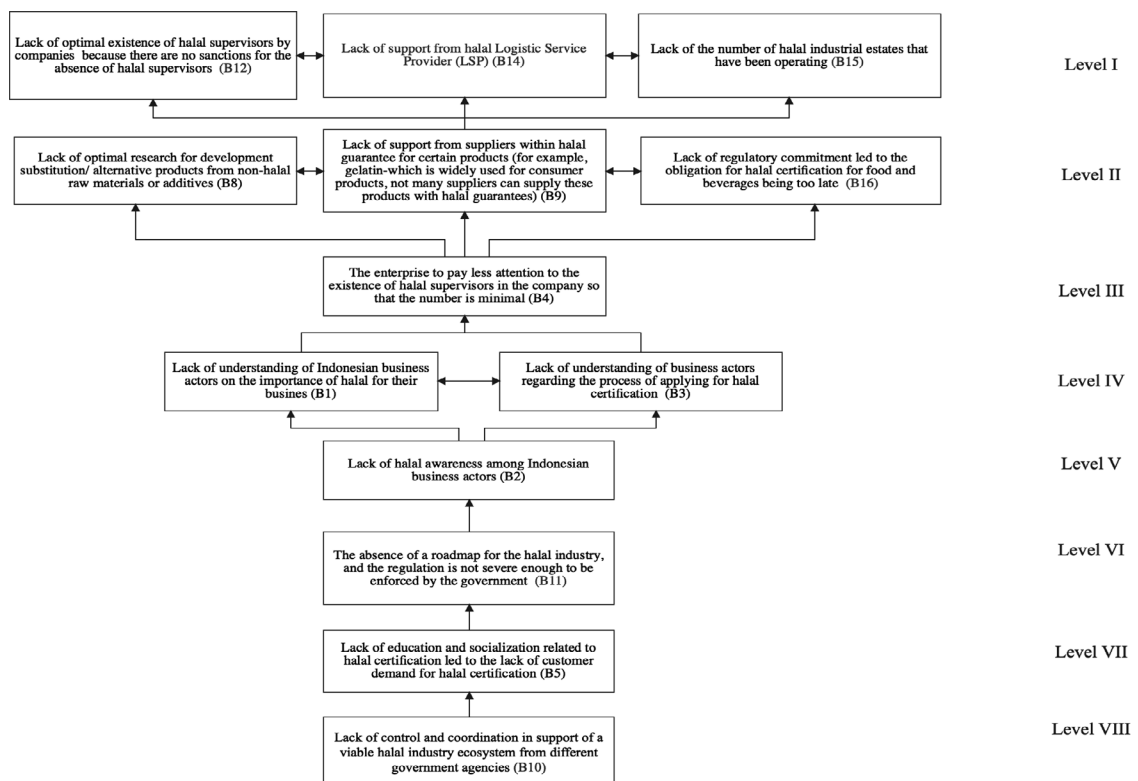 Lack of optimal existence of halal supervisors by
companies because there are no sanctions for the
absence of halal supervisors (B12)
Lack of support from halal Logistic Service
Provider (LSP) (B14)
Lack of the number of halal industrial estates that
have been operating (B15)
Level I
Lack of optimal research for development
substitution/ alternative products from non-halal
raw materials or additives (B8)
Lack of support from suppliers within halal
guarantee for certain products (for example,
gelatin-which is widely used for consumer
products, not many suppliers can supply these
products with halal guarantees) (B9)
Lack of regulatory commitment led to the
obligation for halal certification for food and
beverages being too late (B16)
Level II
The enterprise to pay less attention to the
existence of halal supervisors in the company so
that the number is minimal (B4)
Level III
Lack of understanding of Indonesian business
actors on the importance of halal for their
busines (B1)
Lack of understanding of business actors
regarding the process of applying for halal
certification (B3)
Level IV
Lack of halal awareness among Indonesian
business actors (B2)
Level V
The absence of a roadmap for the halal industry,
and the regulation is not severe enough to be
enforced by the government (B11)
Level VI
Lack of education and socialization related to
halal certification led to the lack of customer
demand for halal certification (B5)
Level VII
Lack of control and coordination in support of a
viable halal industry ecosystem from different
government agencies (B10)
Level VIII